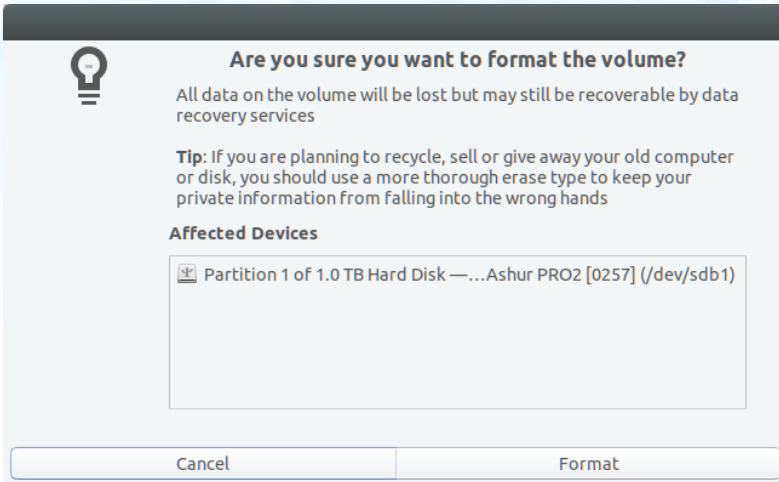 Are you sure you want to format the volume?
All data on the volume will be lost but may still be recoverable by data
recovery services
Tip: If you are planning to recycle, sell or give away your old computer
or disk, you should use a more thorough erase type to keep your
private information from falling into the wrong hands
Affected Devices
Partition 1 of 1.0 TB Hard Disk —…Ashur PRO2 [0257] (/dev/sdb1)
Cancel
Format